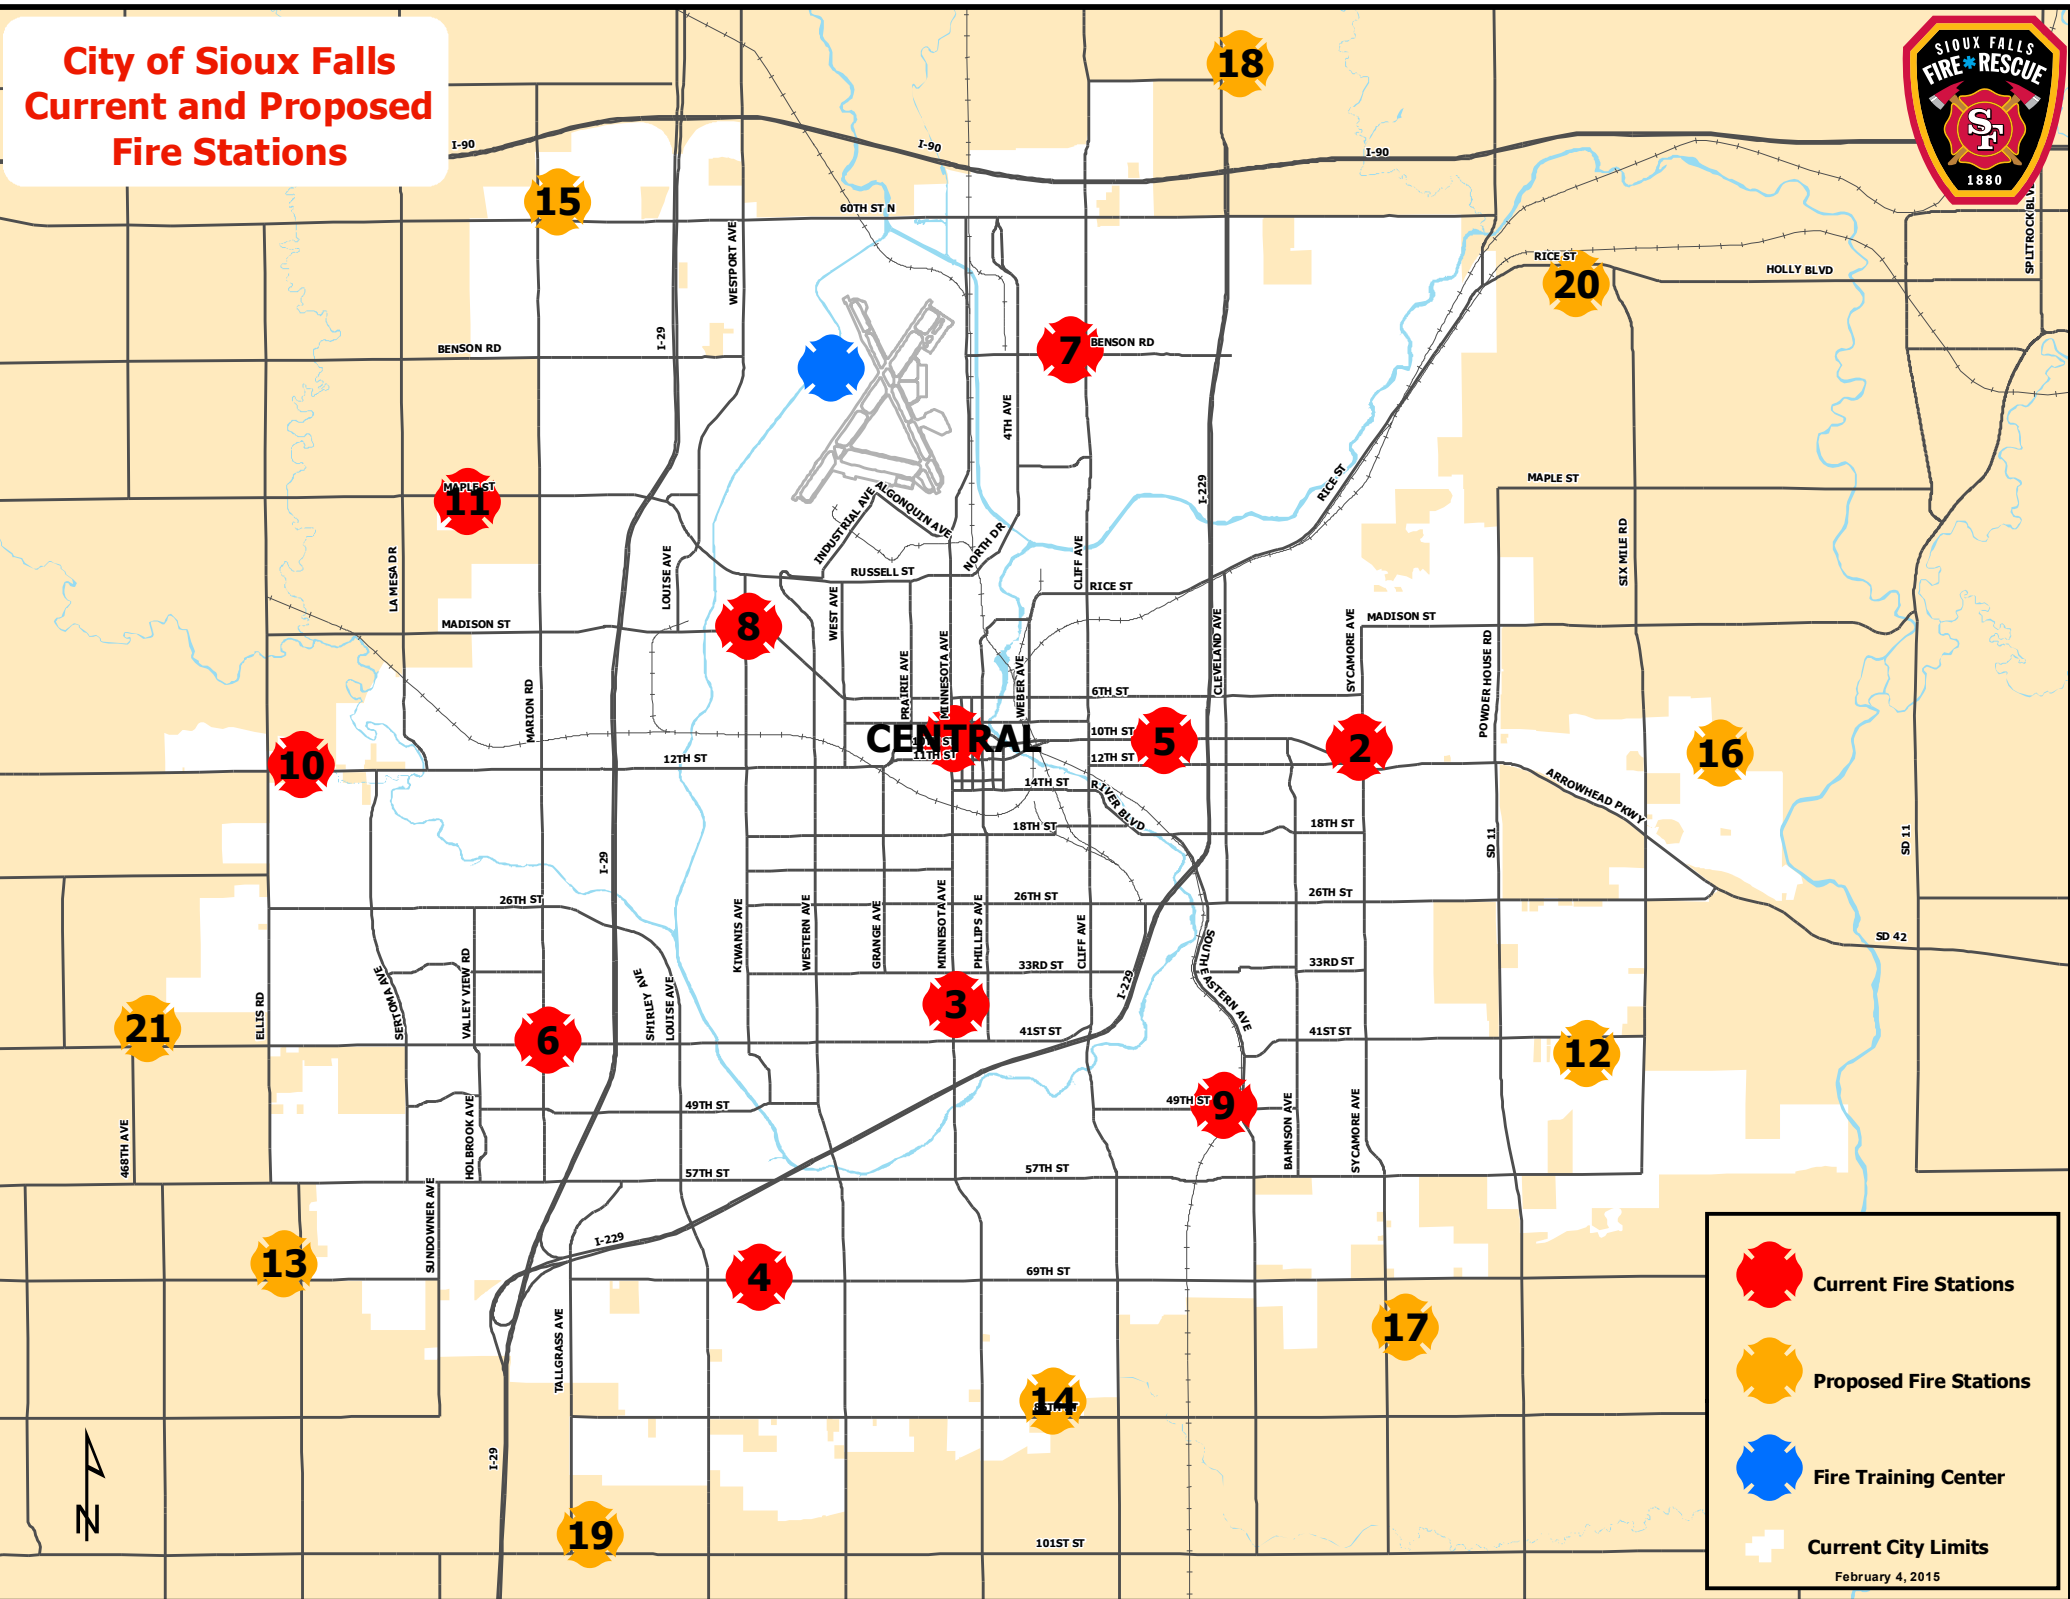 City of Sioux Falls
Current and Proposed
Fire Stations
SIOUX FALLS
FIRE*RESCUE
SF
1880
18
I-90
I-90
I-90
15
60TH ST N
WESTPORT AVE
SPLITROCK BLVD
RICE ST
20
HOLLY BLVD
I-29
BENSON RD
7
BENSON RD
4TH AVE
11
MAPLE ST
ALGONQUIN AVE
INDUSTRIAL AVE
NORTH DR
I-229
RICE ST
MAPLE ST
SIX MILE RD
LA MESA DR
LOUISE AVE
RUSSELL ST
CLIFF AVE
RICE ST
WEST AVE
MADISON ST
8
MADISON ST
CLEVELAND AVE
SYCAMORE AVE
POWDER HOUSE RD
MARION RD
PRAIRIE AVE
MINNESOTA AVE
WEBER AVE
6TH ST
CENTRAL
10TH ST
11TH ST
10TH ST
5
2
16
10
12TH ST
12TH ST
14TH ST
RIVER BLVD
ARROWHEAD PKWY
18TH ST
18TH ST
SD 11
SD 11
I-29
26TH ST
26TH ST
26TH ST
KIWANIS AVE
WESTERN AVE
GRANGE AVE
MINNESOTA AVE
PHILLIPS AVE
CLIFF AVE
SD 42
33RD ST
33RD ST
SOUTHEASTERN AVE
I-229
ELLIS RD
SERTOMA AVE
VALLEY VIEW RD
SHIRLEY AVE
LOUISE AVE
21
6
3
41ST ST
41ST ST
12
468TH AVE
HOLBROOK AVE
49TH ST
49TH ST
9
BAHNSON AVE
SYCAMORE AVE
57TH ST
57TH ST
SUNDOWNER AVE
I-229
13
4
69TH ST
17
TALLGRASS AVE
14
85TH ST
I-29
19
101ST ST
N
Current Fire Stations
Proposed Fire Stations
Fire Training Center
Current City Limits
February 4, 2015